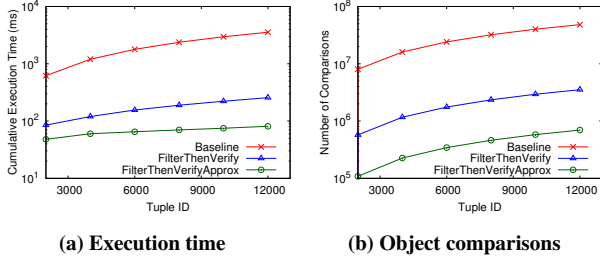 Cumulative Execution Time (ms)
10^4
10^3
10^2
10^1
Baseline
FilterThenVerify
FilterThenVerifyApprox
3000 6000 9000 12000
Tuple ID
(a) Execution time
Number of Comparisons
10^8
10^7
10^6
10^5
Baseline
FilterThenVerify
FilterThenVerifyApprox
3000 6000 9000 12000
Tuple ID
(b) Object comparisons